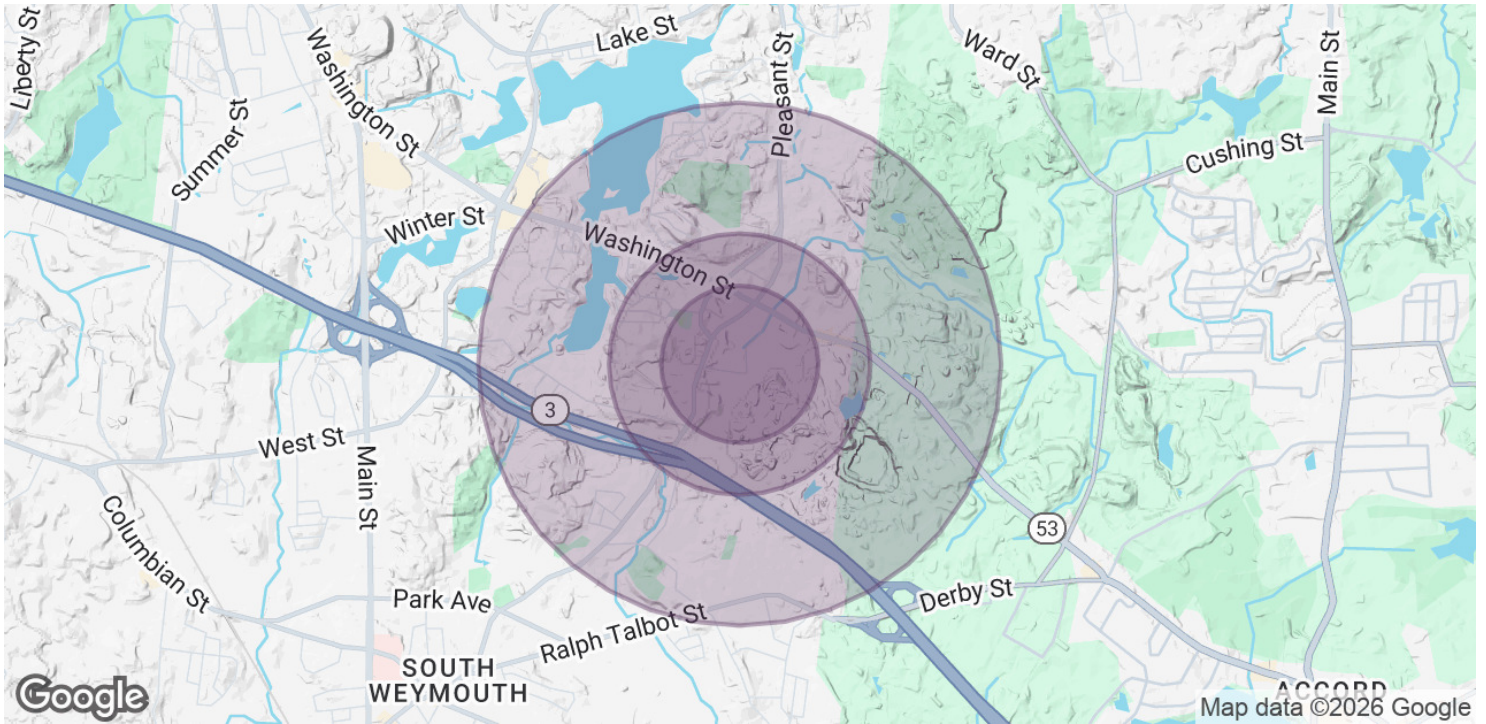 Liberty St
Washington St
Lake St
Pleasant St
Ward St
Main St
Summer St
Cushing St
Winter St
Washington St
3
West St
Main St
Columbian St
53
Park Ave
Derby St
Ralph Talbot St
SOUTH
WEYMOUTH
ACCORD
Google
Map data ©2026 Google